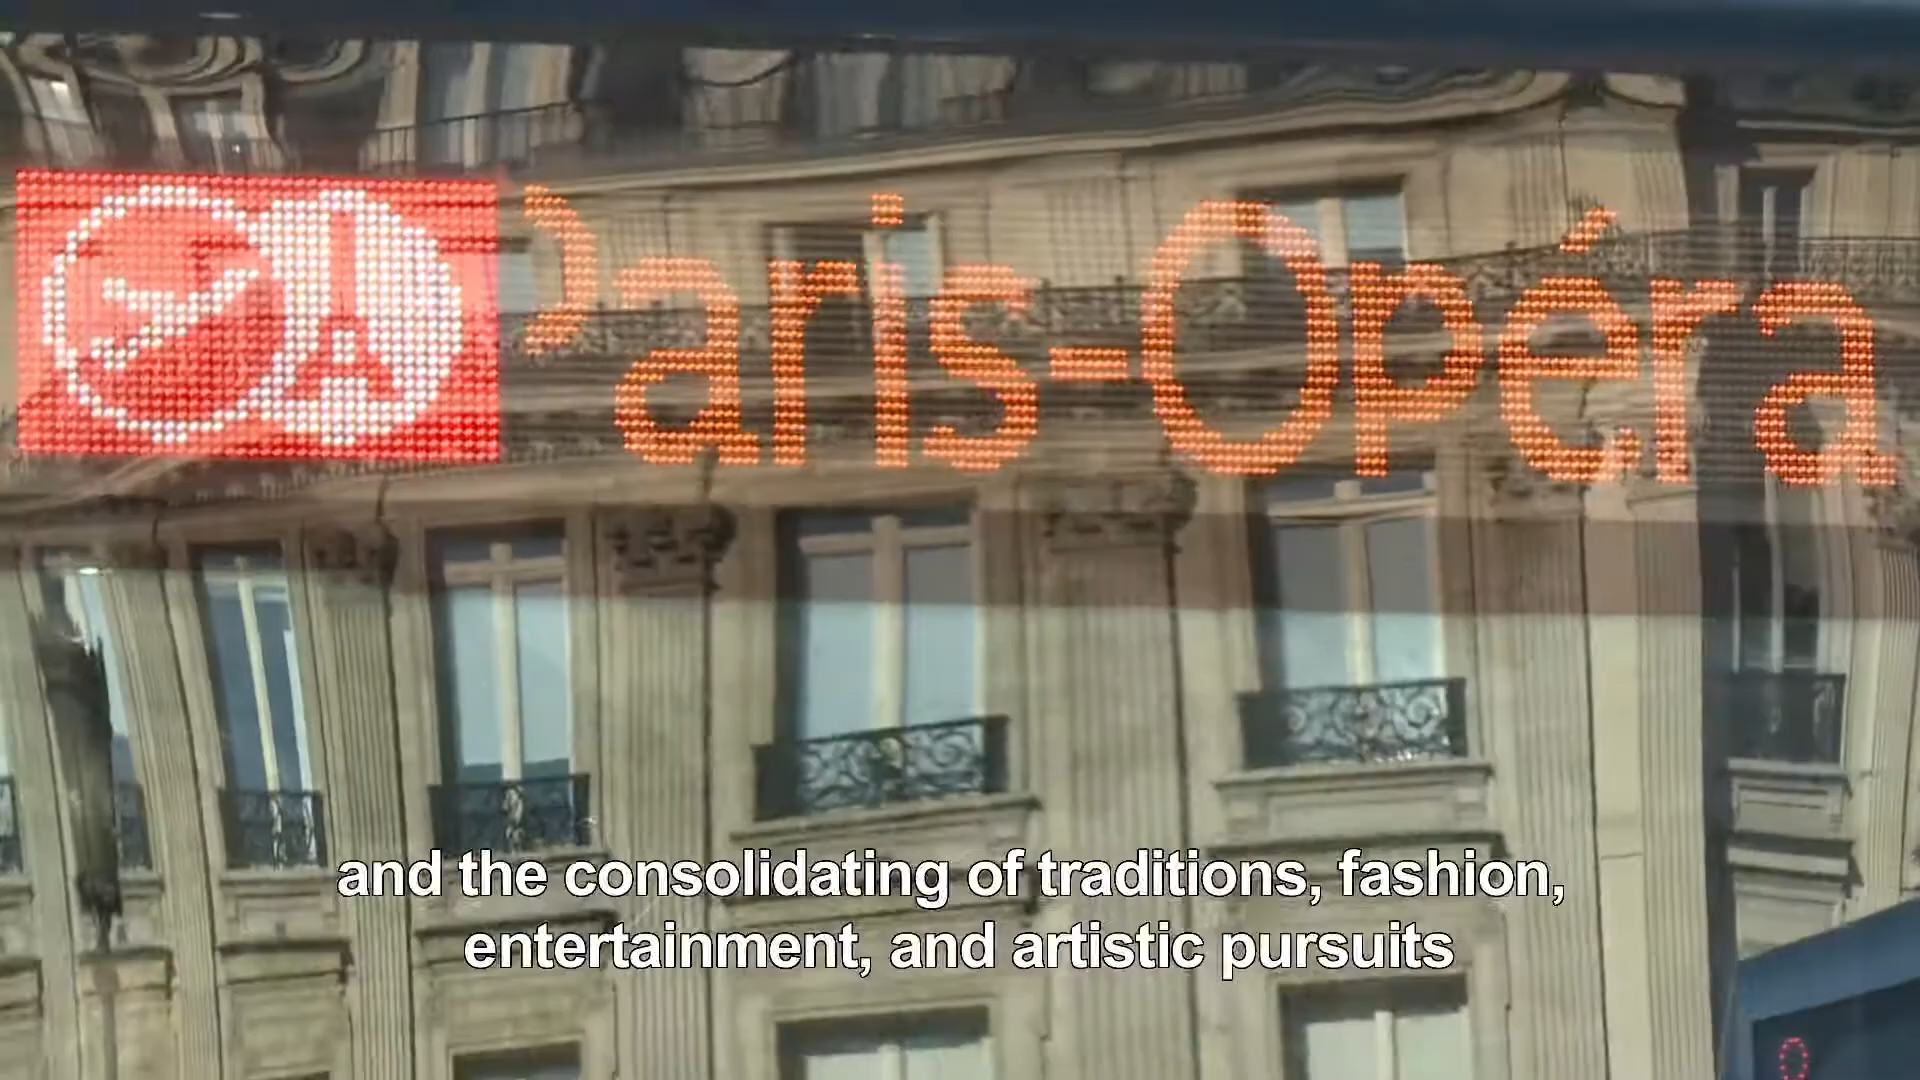 Paris-Opéra
and the consolidating of traditions, fashion,
entertainment, and artistic pursuits